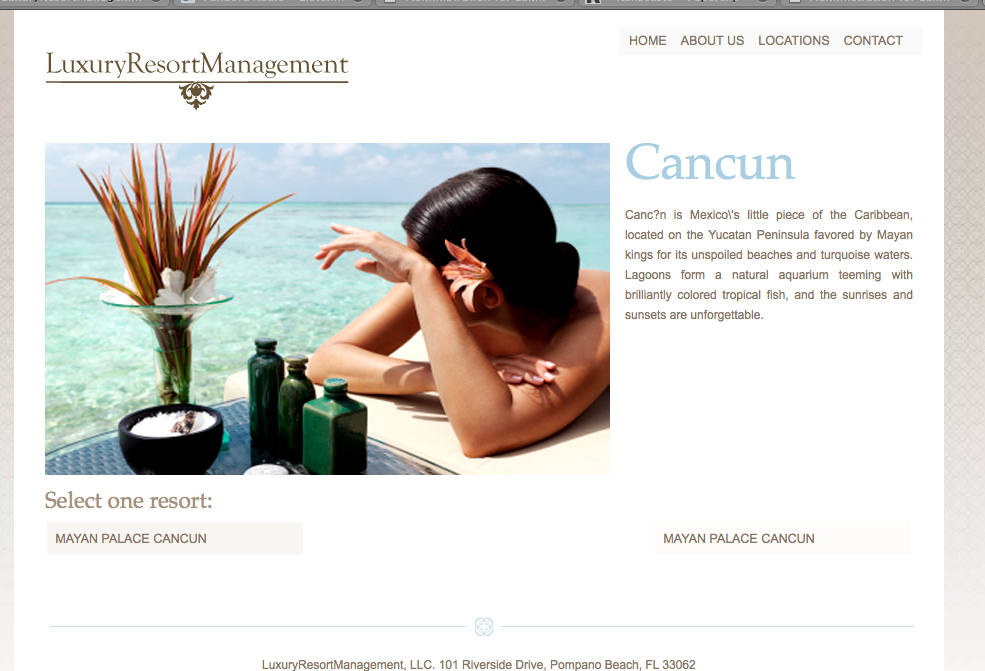 HOME ABOUT US LOCATIONS CONTACT
LuxuryResortManagement
Cancun
Canc?n is Mexico\'s little piece of the Caribbean,
located on the Yucatan Peninsula favored by Mayan
kings for its unspoiled beaches and turquoise waters.
Lagoons form a natural aquarium teeming with
brilliantly colored tropical fish, and the sunrises and
sunsets are unforgettable.
Select one resort:
MAYAN PALACE CANCUN
MAYAN PALACE CANCUN
LuxuryResortManagement, LLC. 101 Riverside Drive, Pompano Beach, FL 33062